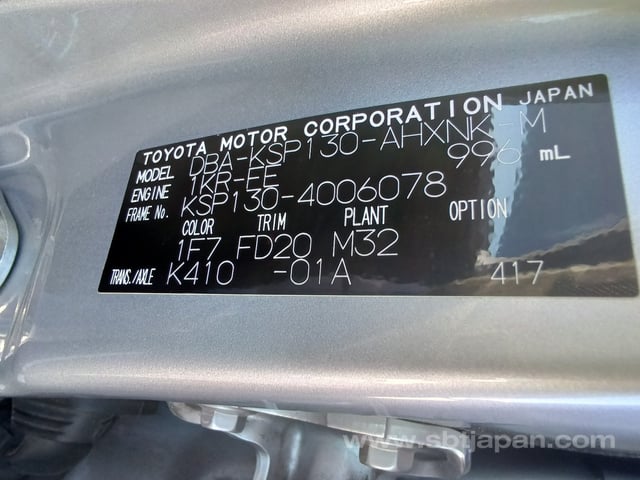 TOYOTA MOTOR CORPORATION JAPAN
MODEL DBA-KSP130-AHXNK-M
ENGINE 1KR-FE 996 mL
FRAME No. KSP130-4006078
COLOR TRIM PLANT OPTION
1F7 FD20 M32
TRANS./AXLE K410 -01A 417
www.sbtjapan.com